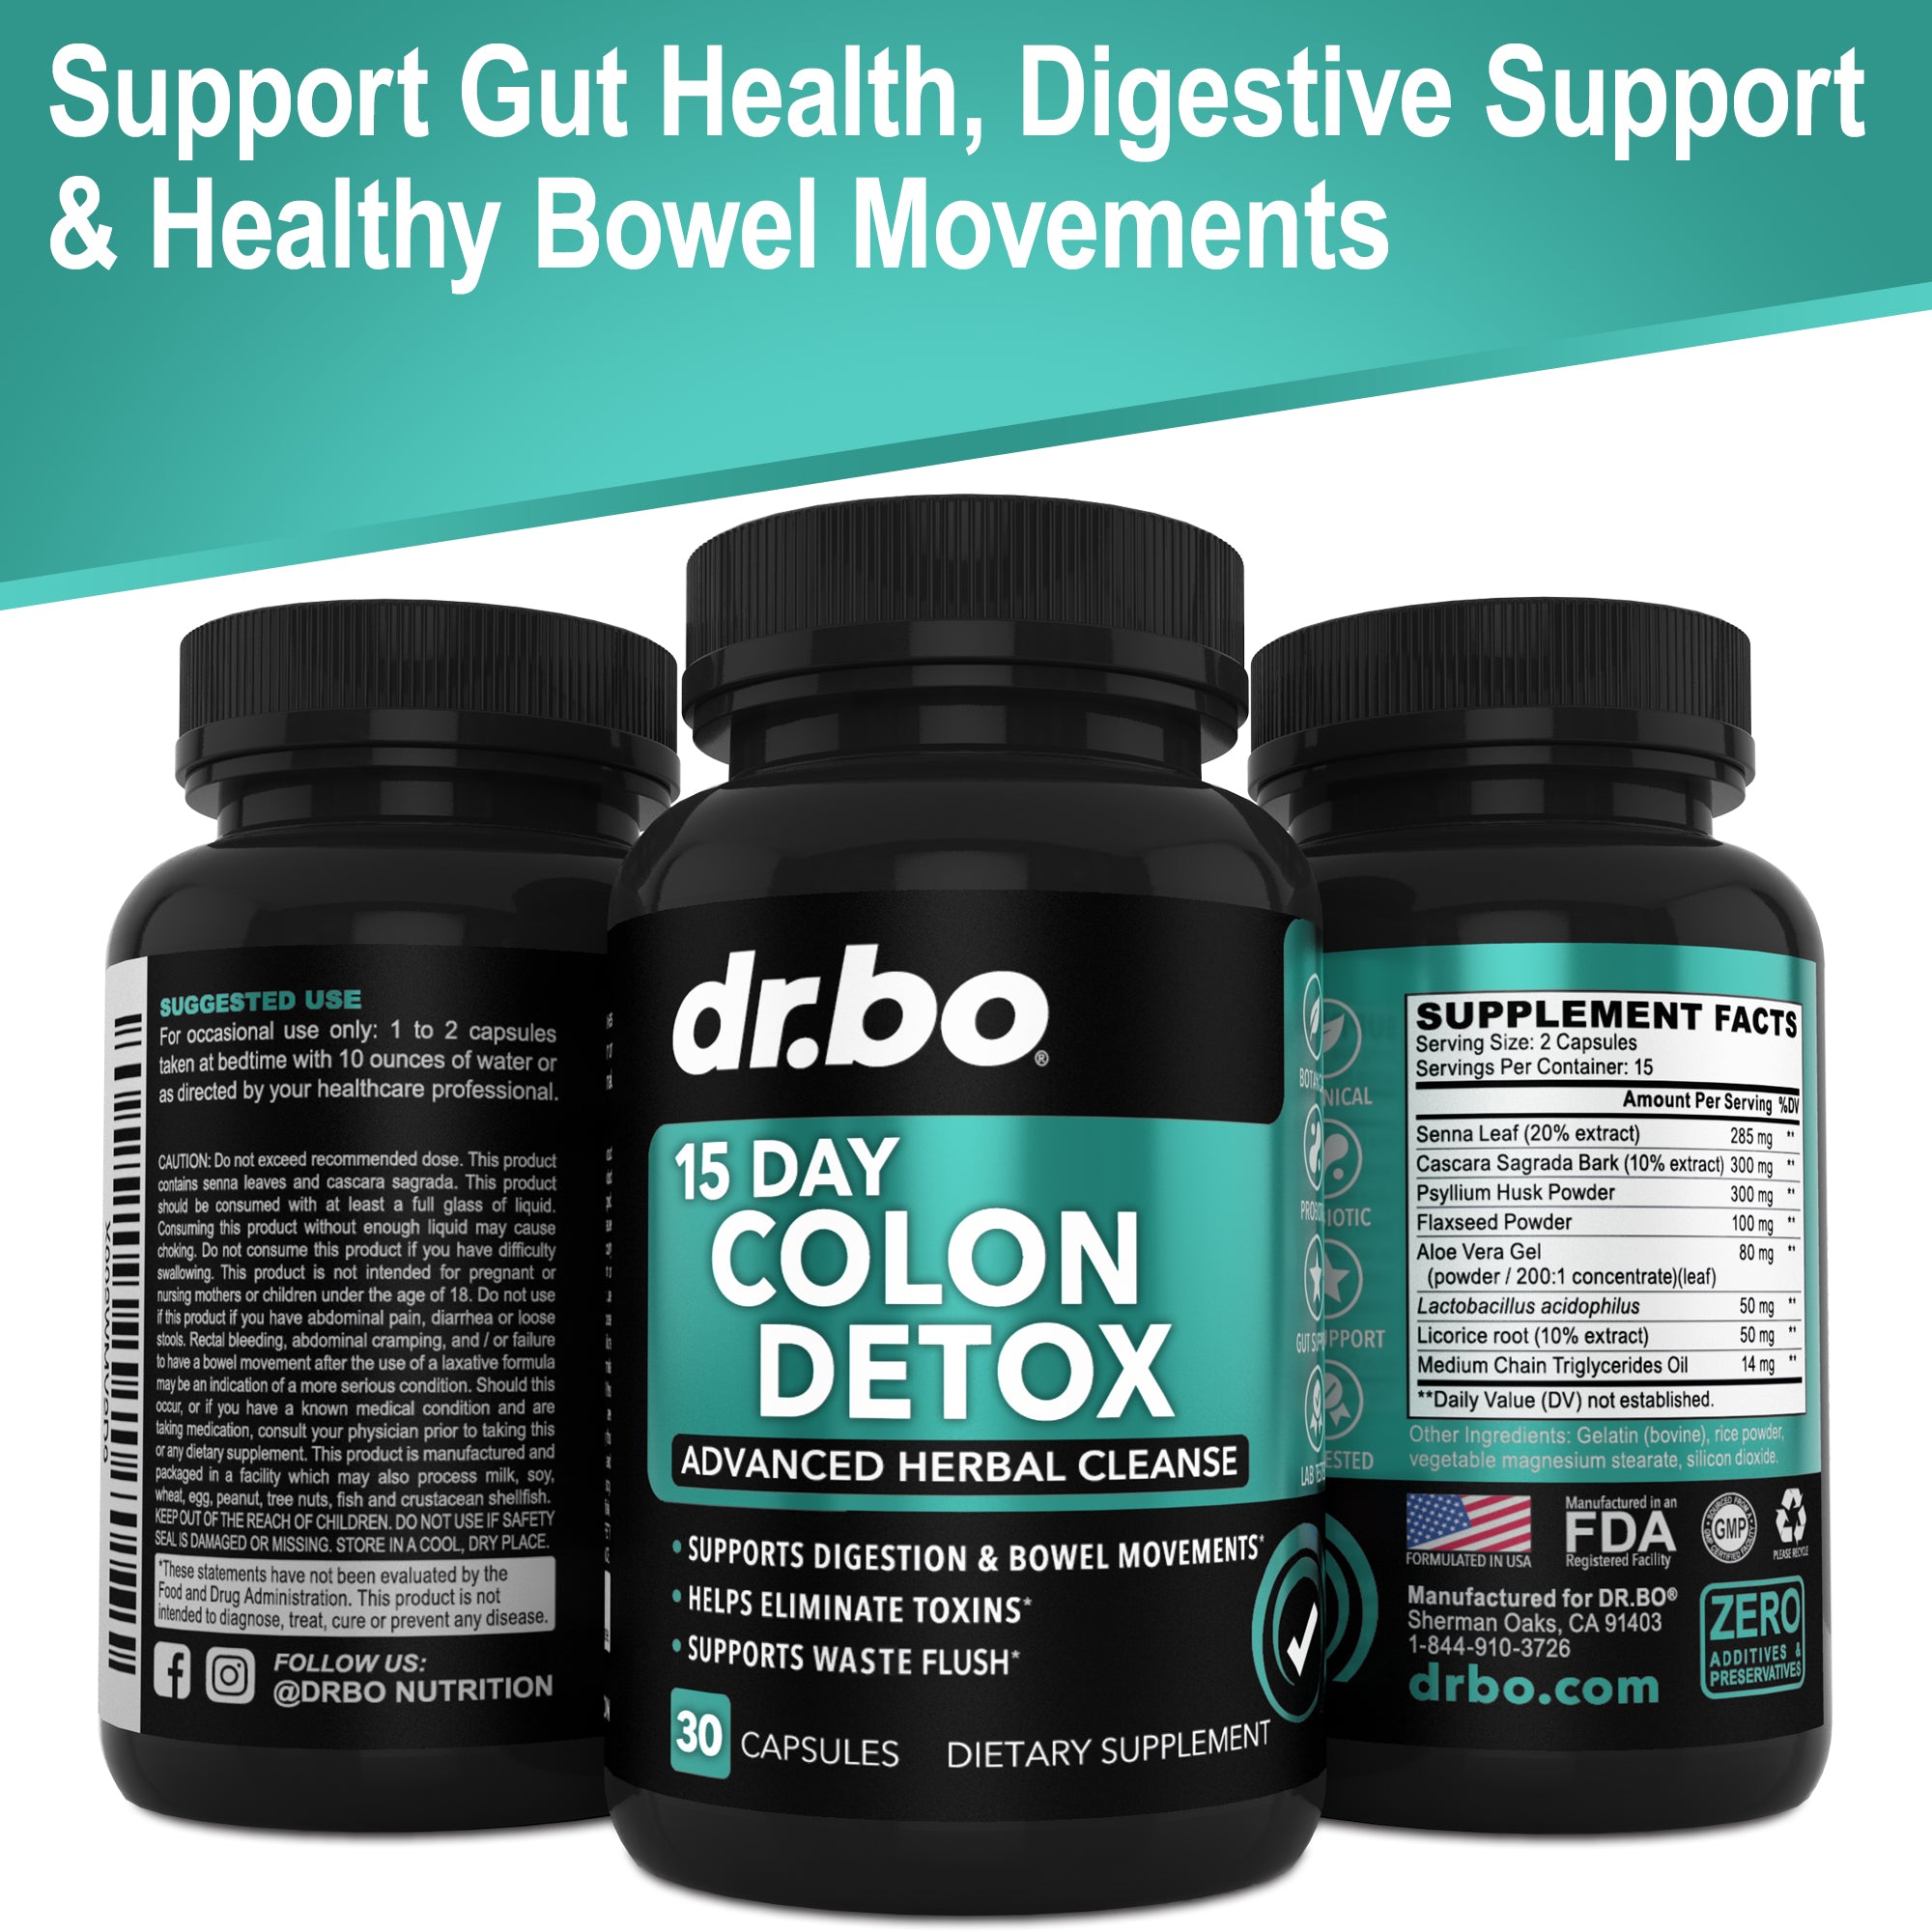 Support Gut Health, Digestive Support
& Healthy Bowel Movements
SUGGESTED USE
For occasional use only: 1 to 2 capsules
taken at bedtime with 10 ounces of water or
as directed by your healthcare professional.
CAUTION: Do not exceed recommended dose. This product
contains senna leaves and cascara sagrada. This product
should be consumed with at least a full glass of liquid.
Consuming this product without enough liquid may cause
choking. Do not consume this product if you have difficulty
swallowing. This product is not intended for pregnant or
nursing mothers or children under the age of 18. Do not use
if this product if you have abdominal pain, diarrhea or loose
stools. Rectal bleeding, abdominal cramping, and / or failure
to have a bowel movement after the use of a laxative formula
may be an indication of a more serious condition. Should this
occur, or if you have a known medical condition and are
taking medication, consult your physician prior to taking this
or any dietary supplement. This product is manufactured and
packaged in a facility which may also process milk, soy,
wheat, egg, peanut, tree nuts, fish and crustacean shellfish.
KEEP OUT OF THE REACH OF CHILDREN. DO NOT USE IF SAFETY
SEAL IS DAMAGED OR MISSING. STORE IN A COOL, DRY PLACE.
*These statements have not been evaluated by the
Food and Drug Administration. This product is not
intended to diagnose, treat, cure or prevent any disease.
FOLLOW US:
@DRBO NUTRITION
dr.bo®
15 DAY
COLON
DETOX
ADVANCED HERBAL CLEANSE
• SUPPORTS DIGESTION & BOWEL MOVEMENTS*
• HELPS ELIMINATE TOXINS*
• SUPPORTS WASTE FLUSH*
30 CAPSULES DIETARY SUPPLEMENT
SUPPLEMENT FACTS
Serving Size: 2 Capsules
Servings Per Container: 15
Amount Per Serving %DV
Senna Leaf (20% extract) 285 mg **
Cascara Sagrada Bark (10% extract) 300 mg **
Psyllium Husk Powder 300 mg **
Flaxseed Powder 100 mg **
Aloe Vera Gel 80 mg **
(powder / 200:1 concentrate)(leaf)
Lactobacillus acidophilus 50 mg **
Licorice root (10% extract) 50 mg **
Medium Chain Triglycerides Oil 14 mg **
**Daily Value (DV) not established.
Other Ingredients: Gelatin (bovine), rice powder,
vegetable magnesium stearate, silicon dioxide.
FORMULATED IN USA
Manufactured in an
FDA
Registered Facility
GMP
PLEASE RECYCLE
Manufactured for DR.BO®
Sherman Oaks, CA 91403
1-844-910-3726
drbo.com
ZERO
ADDITIVES &
PRESERVATIVES